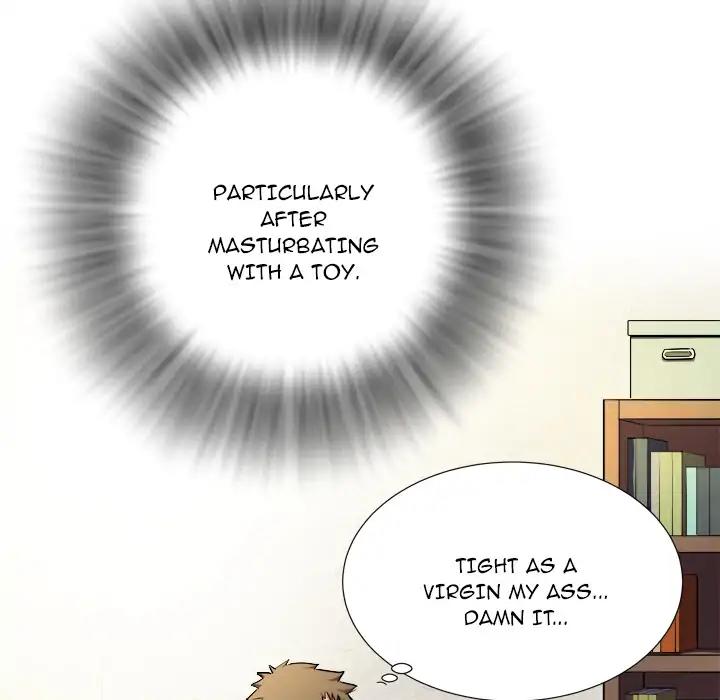 PARTICULARLY
AFTER
MASTURBATING
WITH A TOY.
TIGHT AS A
VIRGIN MY ASS...
DAMN IT...